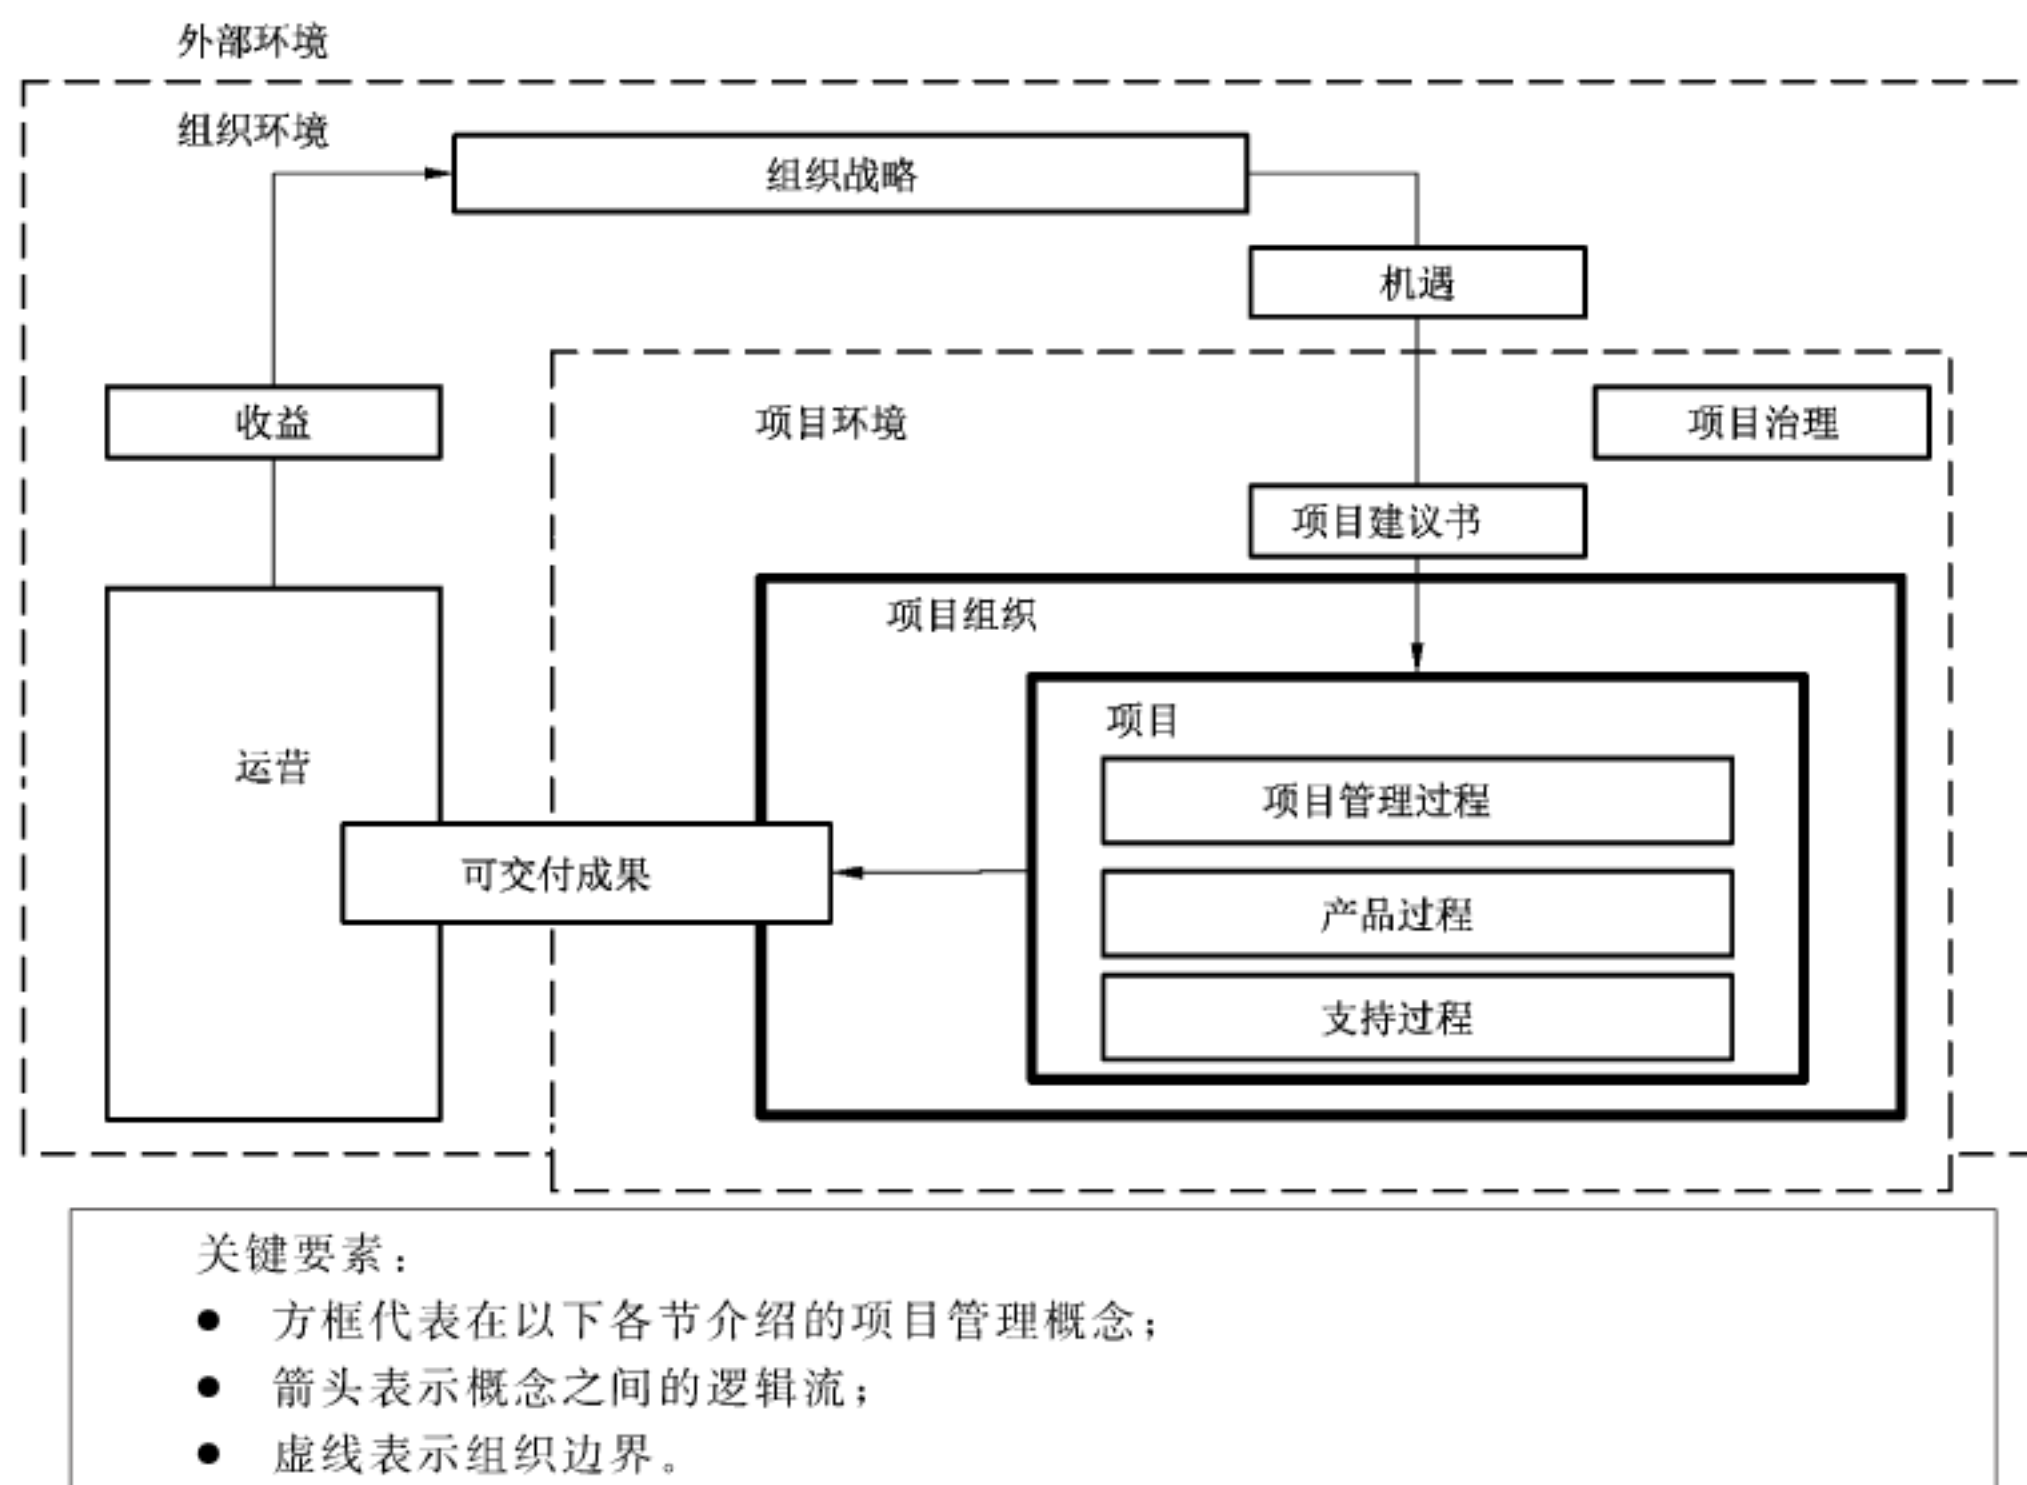 外部环境
组织环境
组织战略
机遇
收益
项目环境
项目治理
项目建议书
项目组织
项目
运营
项目管理过程
可交付成果
产品过程
支持过程
关键要素：
● 方框代表在以下各节介绍的项目管理概念；
● 箭头表示概念之间的逻辑流；
● 虚线表示组织边界。